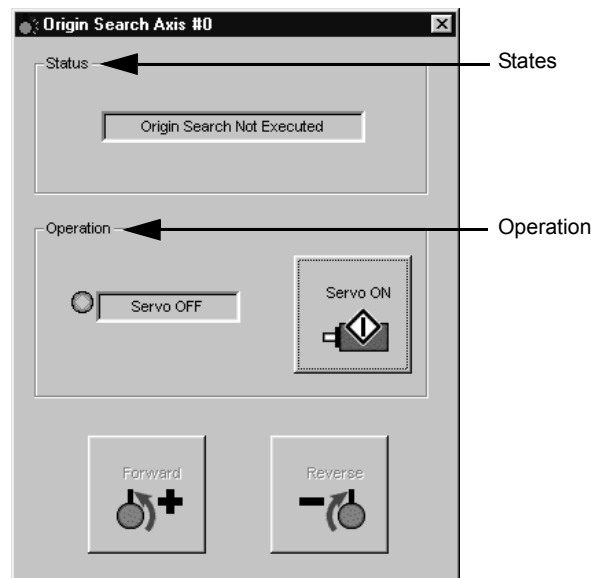 Origin Search Axis #0
Status
States
Origin Search Not Executed
Operation
Operation
Servo OFF
Servo ON
Forward
Reverse